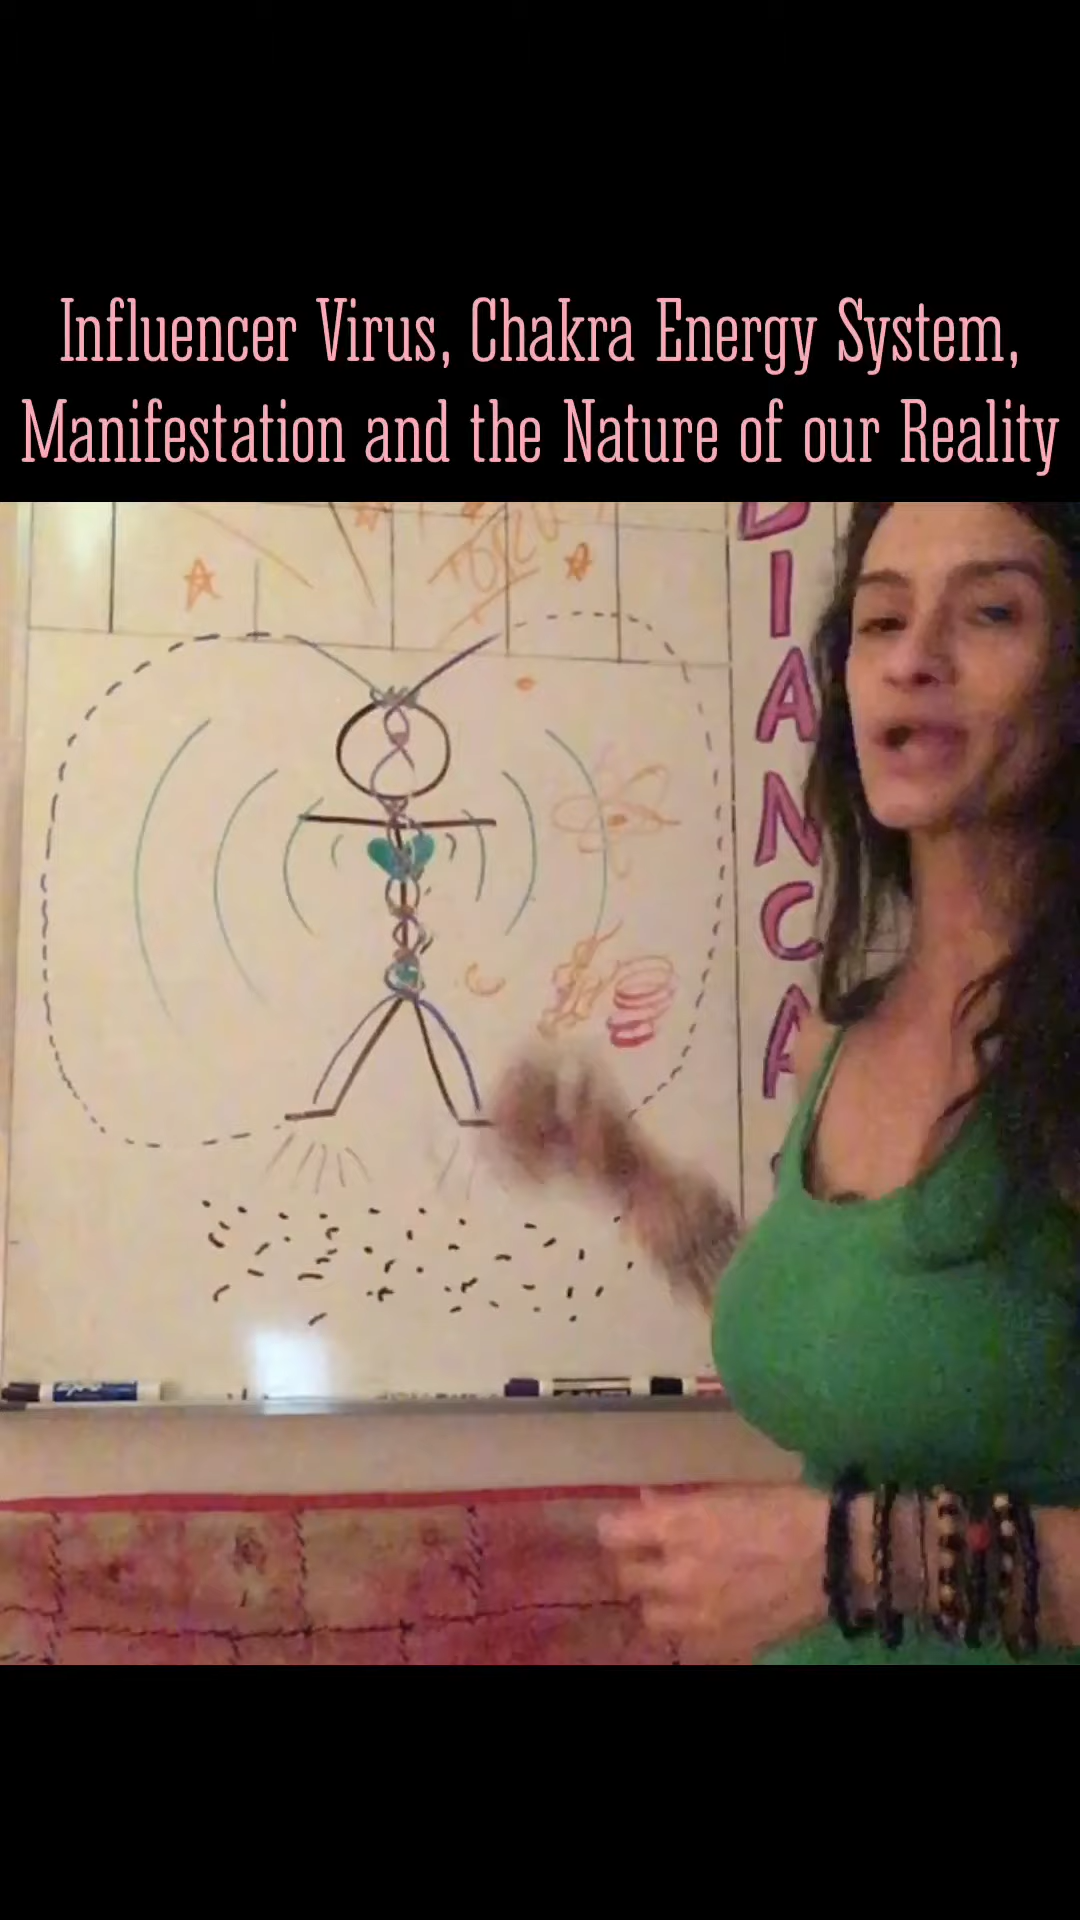 Influencer Virus, Chakra Energy System,
Manifestation and the Nature of our Reality
DIANCA